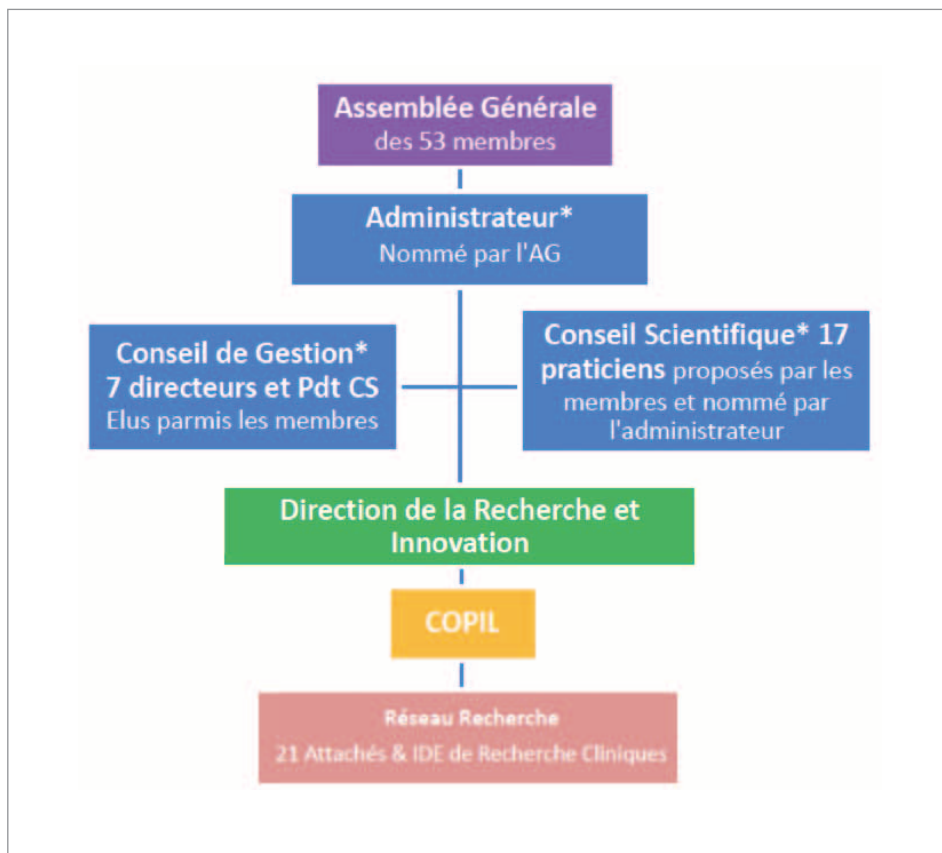 Assemblée Générale
des 53 membres
Administrateur*
Nommé par l'AG
Conseil de Gestion*
7 directeurs et Pdt CS
Elus parmis les membres
Conseil Scientifique* 17
praticiens proposés par les
membres et nommé par
l'administrateur
Direction de la Recherche et
Innovation
COPIL
Réseau Recherche
21 Attachés & IDE de Recherche Cliniques